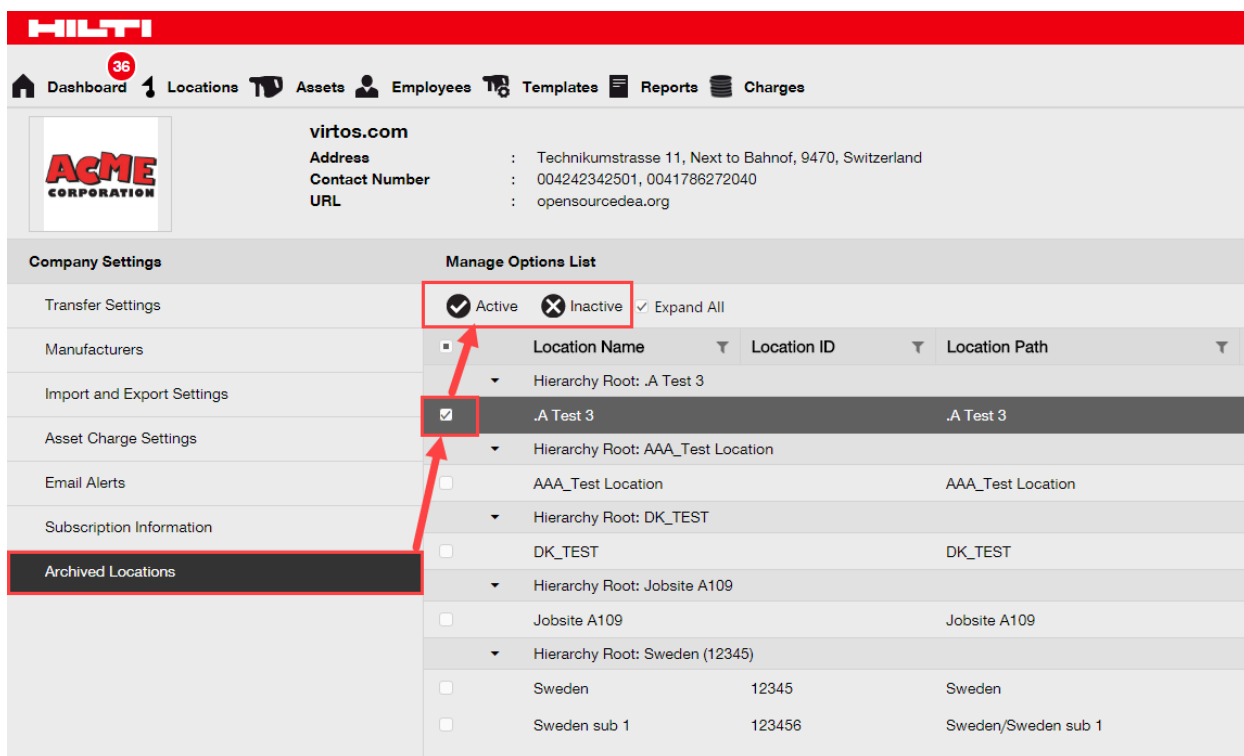 HILTI
36
Dashboard Locations Assets Employees Templates Reports Charges
ACME
CORPORATION
virtos.com
Address : Technikumstrasse 11, Next to Bahnof, 9470, Switzerland
Contact Number : 004242342501, 0041786272040
URL : opensourcedea.org
Company Settings
Transfer Settings
Manufacturers
Import and Export Settings
Asset Charge Settings
Email Alerts
Subscription Information
Archived Locations
Manage Options List
Active Inactive Expand All
Location Name Location ID Location Path
Hierarchy Root: .A Test 3
.A Test 3 .A Test 3
Hierarchy Root: AAA_Test Location
AAA_Test Location AAA_Test Location
Hierarchy Root: DK_TEST
DK_TEST DK_TEST
Hierarchy Root: Jobsite A109
Jobsite A109 Jobsite A109
Hierarchy Root: Sweden (12345)
Sweden 12345 Sweden
Sweden sub 1 123456 Sweden/Sweden sub 1